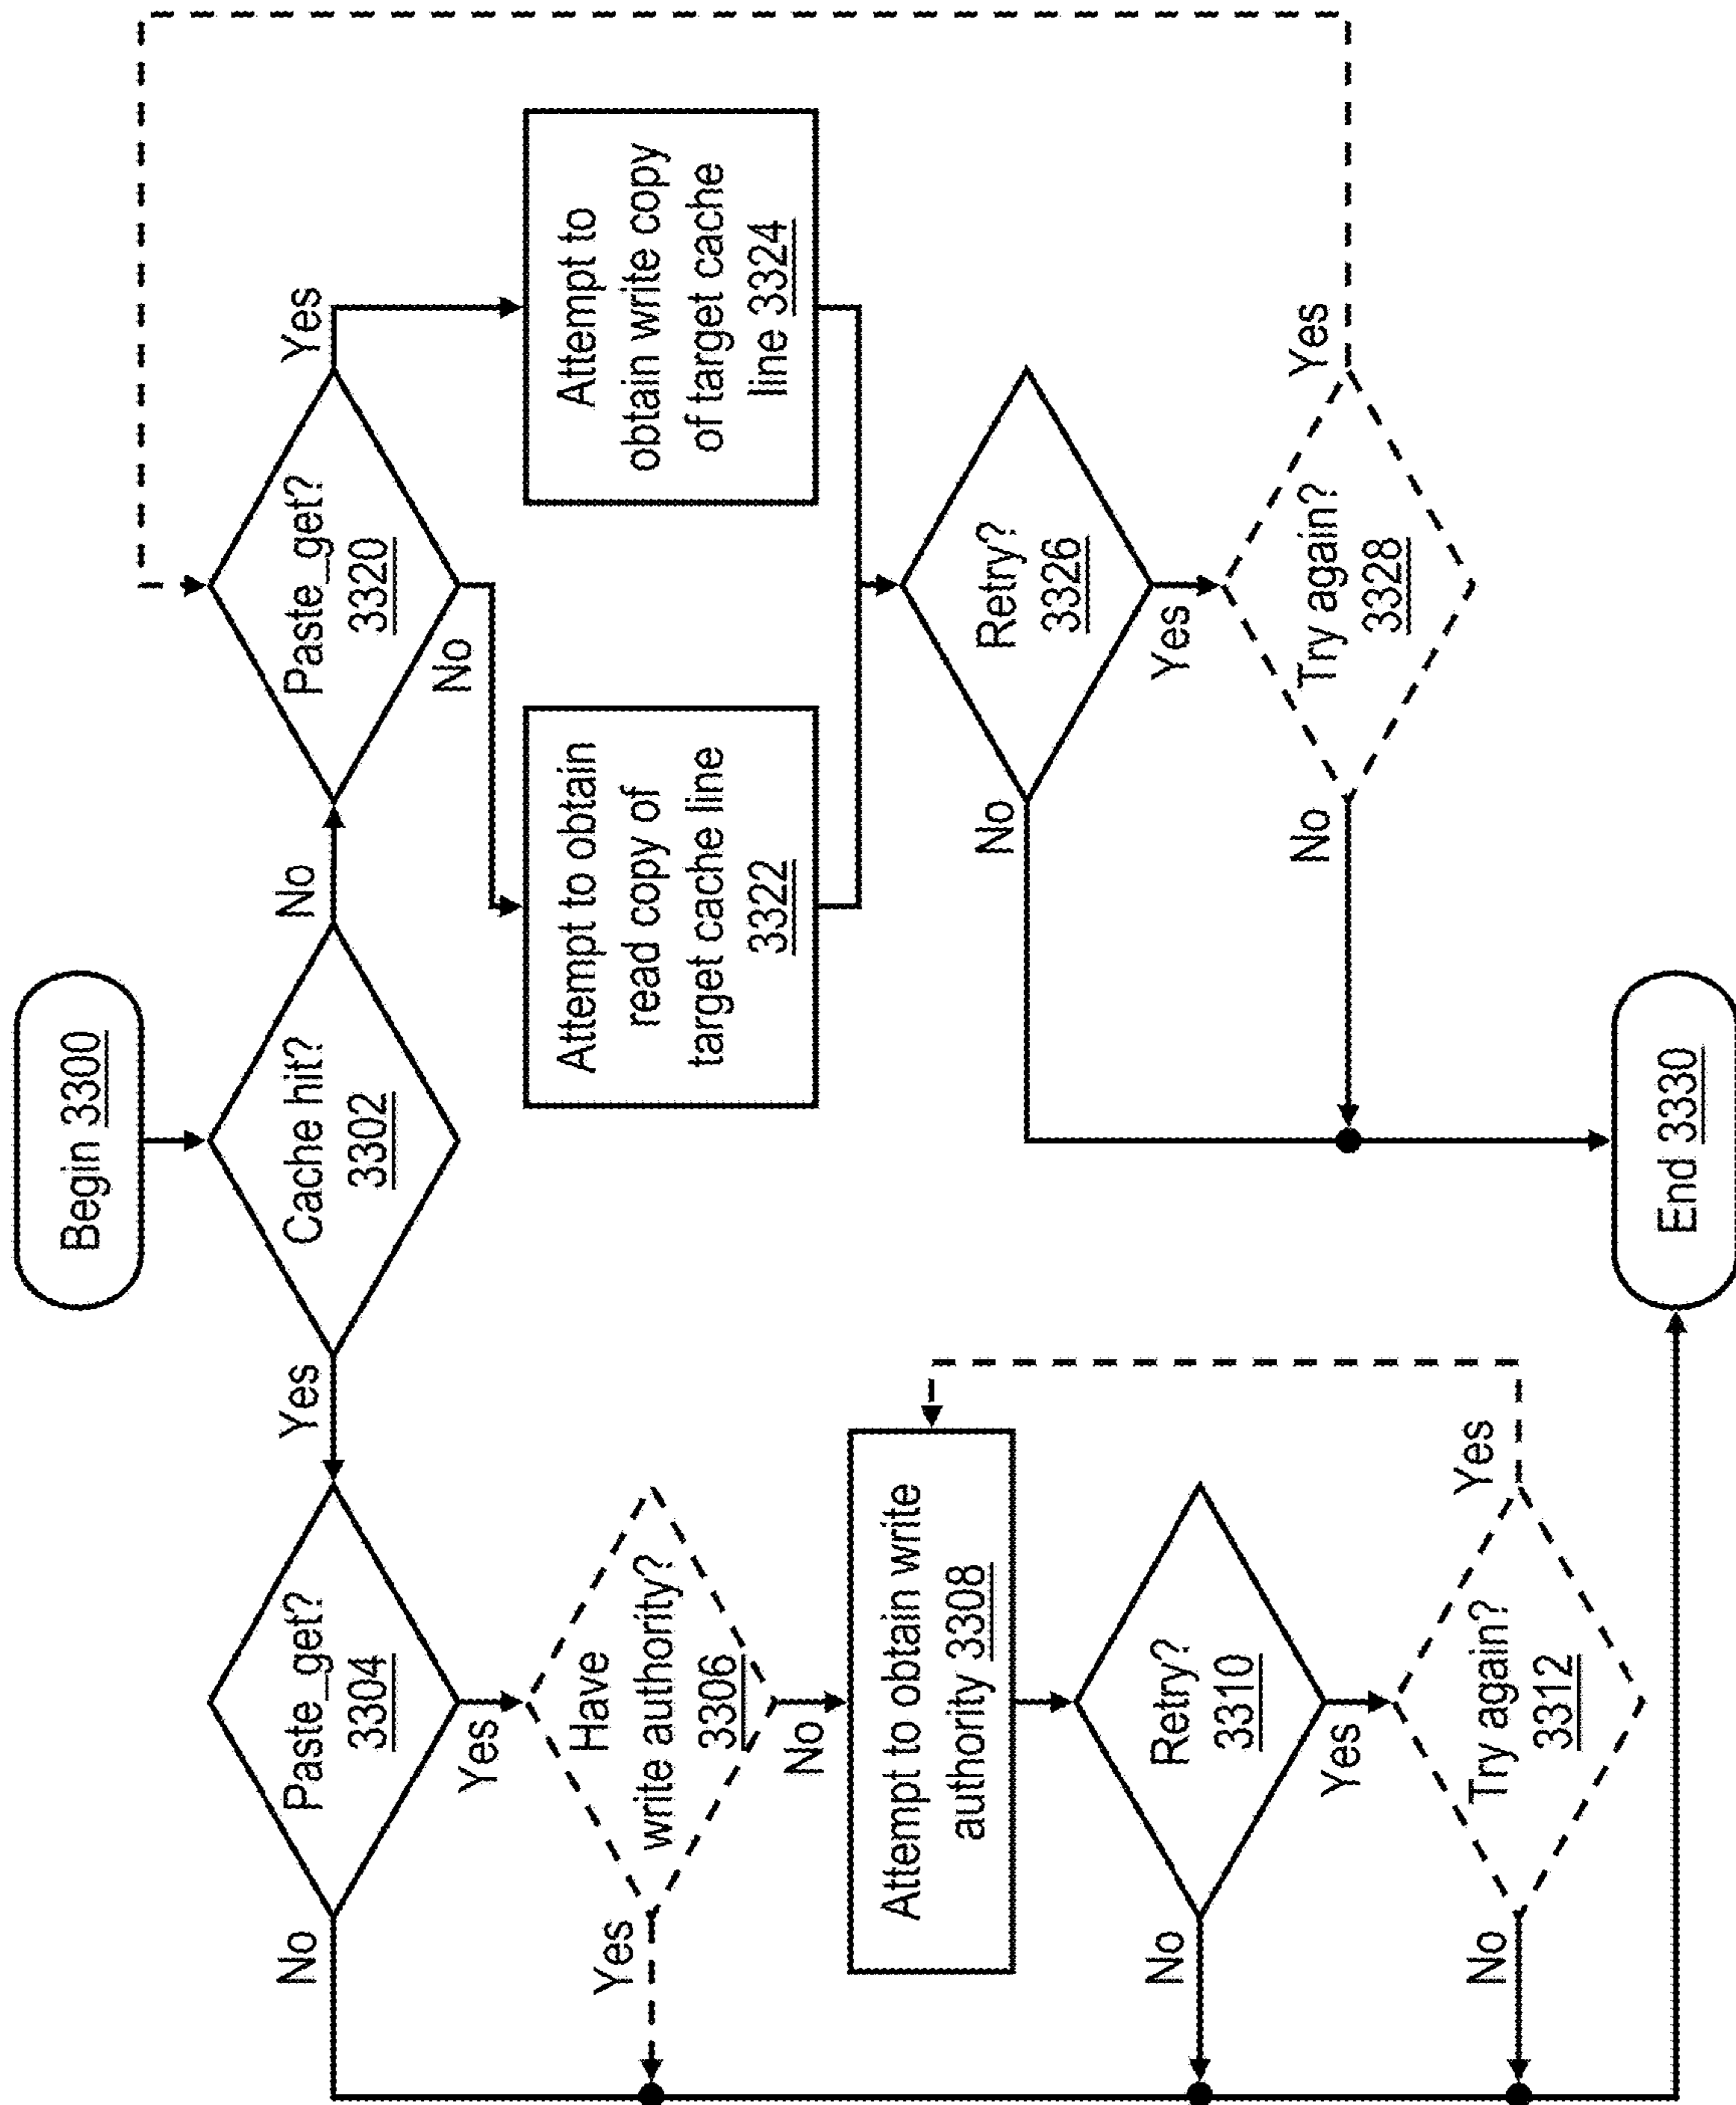 Begin 3300
Cache hit?
3302
Yes
No
Paste_get?
3304
No
Yes
Have
write authority?
3306
Yes
No
Attempt to obtain write
authority 3308
Retry?
3310
No
Yes
Try again?
3312
No
Yes
Paste_get?
3320
No
Yes
Attempt to obtain
read copy of
target cache line
3322
Attempt to
obtain write copy
of target cache
line 3324
Retry?
3326
No
Yes
Try again?
3328
No
Yes
End 3330